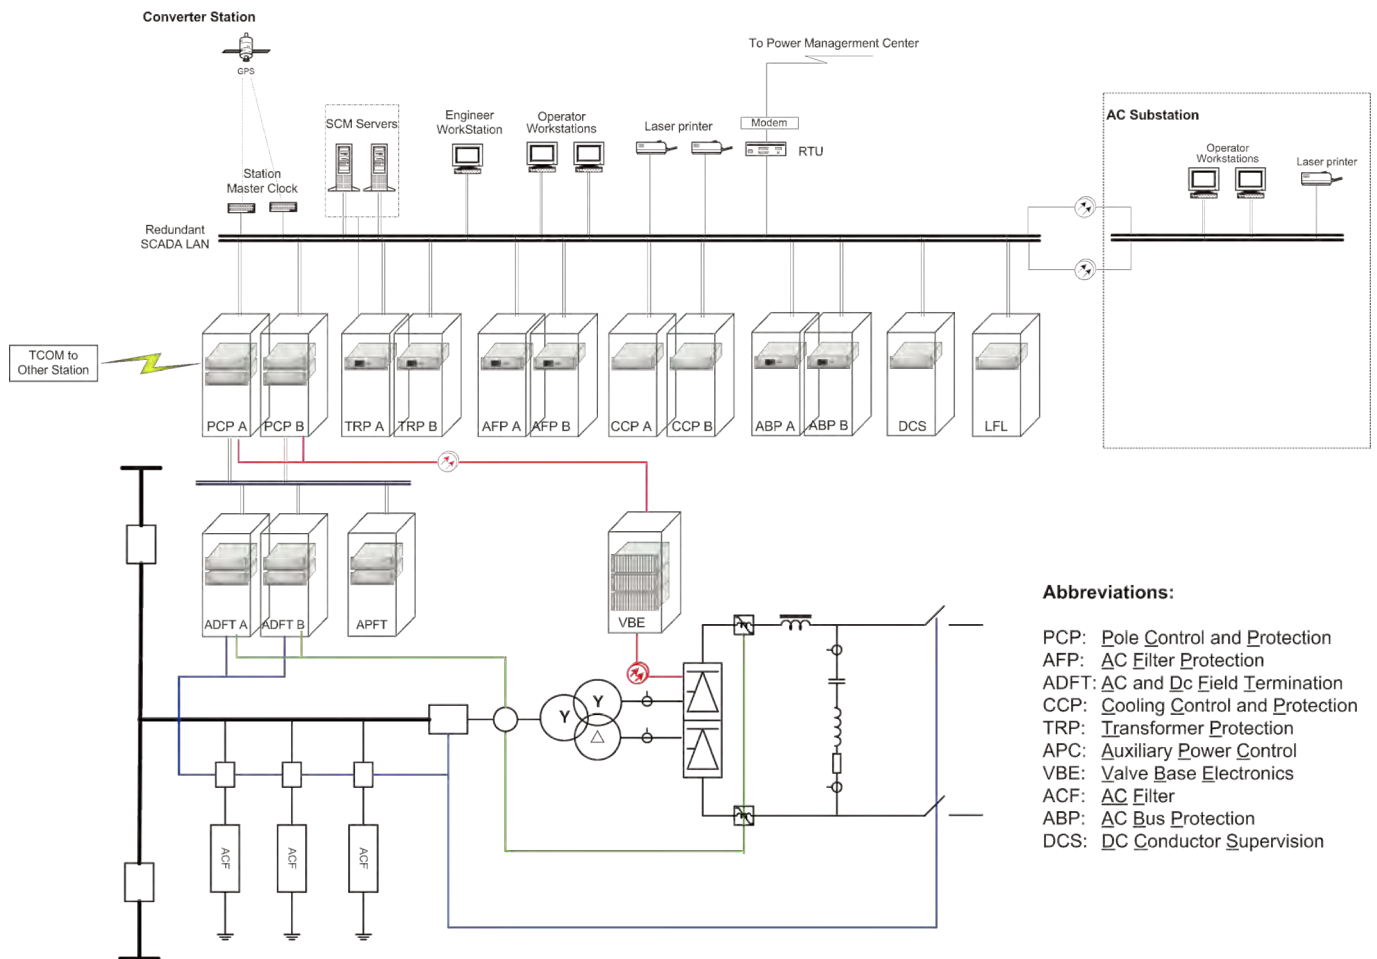 Converter Station
GPS
To Power Management Center
SCM Servers
Engineer
WorkStation
Operator
Workstations
Laser printer
Modem
RTU
AC Substation
Operator
Workstations
Laser printer
Station
Master Clock
Redundant
SCADA LAN
TCOM to
Other Station
PCP A
PCP B
TRP A
TRP B
AFP A
AFP B
CCP A
CCP B
ABP A
ABP B
DCS
LFL
ADFT A
ADFT B
APFT
VBE
Y
Y
△
ACF
ACF
ACF
Abbreviations:
PCP: Pole Control and Protection
AFP: AC Filter Protection
ADFT: AC and Dc Field Termination
CCP: Cooling Control and Protection
TRP: Transformer Protection
APC: Auxiliary Power Control
VBE: Valve Base Electronics
ACF: AC Filter
ABP: AC Bus Protection
DCS: DC Conductor Supervision